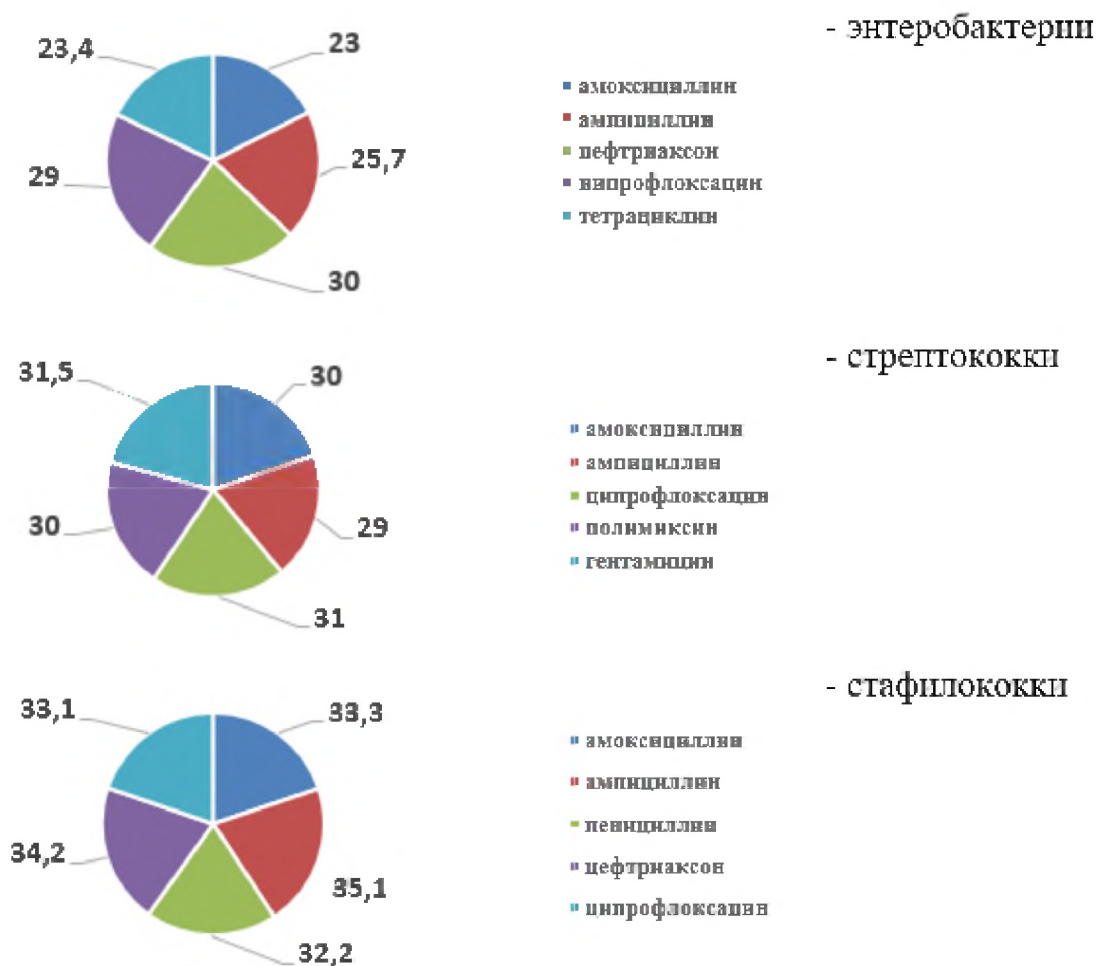 - энтеробактерии
23,4
23
29
25,7
30
амоксициллин
ампициллин
цефтриаксон
ципрофлоксацин
тетрациклин
- стрептококки
31,5
30
30
29
31
амоксициллин
ампициллин
ципрофлоксацин
полимиксин
гентамицин
- стафилококки
33,1
33,3
34,2
35,1
32,2
амоксициллин
ампициллин
пенициллин
цефтриаксон
ципрофлоксацин